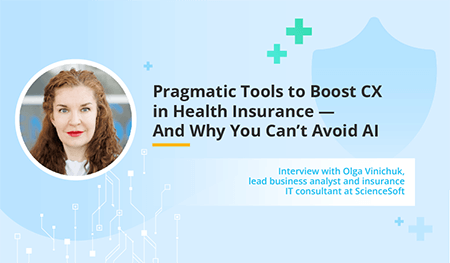 Pragmatic Tools to Boost CX
in Health Insurance —
And Why You Can’t Avoid AI
Interview with Olga Vinichuk,
lead business analyst and insurance
IT consultant at ScienceSoft